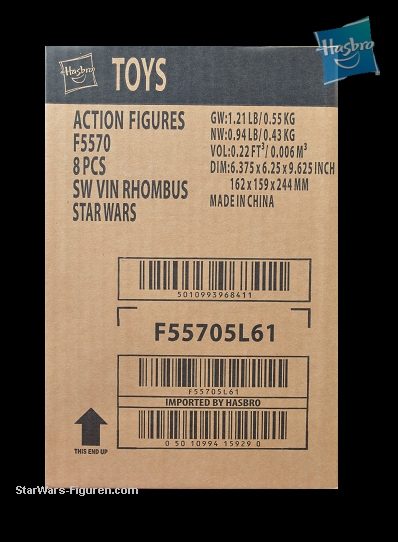 Hasbro
Hasbro
TOYS
ACTION FIGURES
F5570
8 PCS
SW VIN RHOMBUS
STAR WARS
GW:1.21 LB/0.55 KG
NW:0.94 LB/0.43 KG
VOL:0.22 FT³/0.006 M³
DIM:6.375 x 6.25 x 9.625 INCH
162 x 159 x 244 MM
MADE IN CHINA
5010993968411
F55705L61
F55705L61
IMPORTED BY HASBRO
0 50 10994 15929 0
THIS END UP
StarWars-Figuren.com